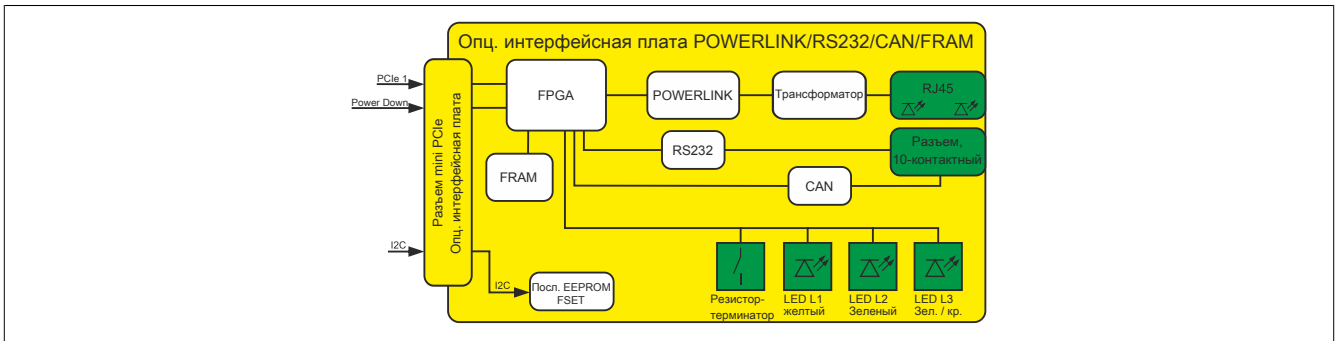 Опц. интерфейсная плата POWERLINK/RS232/CAN/FRAM
PCIe 1
Power Down
I2C
Разъем mini PCIe
Опц. интерфейсная плата
FPGA
POWERLINK
Трансформатор
RJ45
RS232
Разъем,
10-контактный
FRAM
CAN
I2C
Посл. EEPROM
FSET
Резистор-
терминатор
LED L1
желтый
LED L2
Зеленый
LED L3
Зел. / кр.